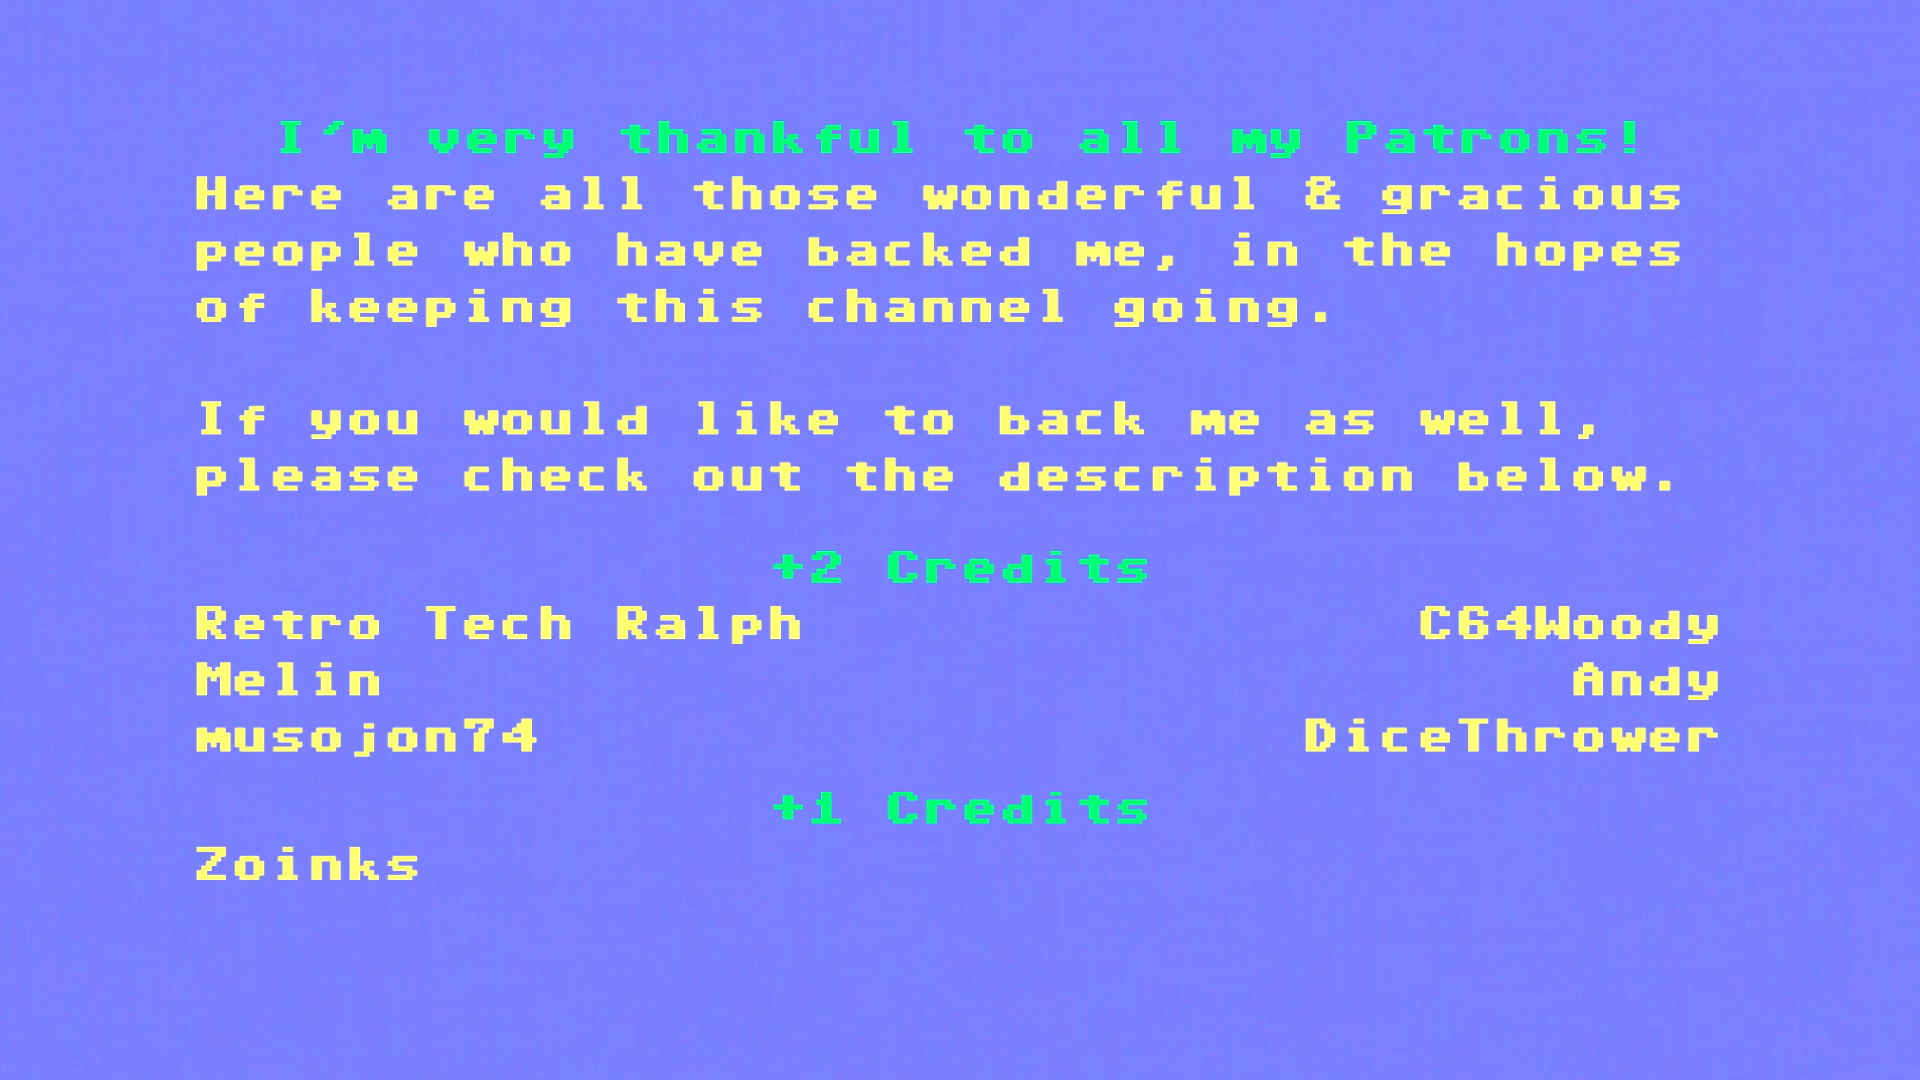 I'm very thankful to all my Patrons!
Here are all those wonderful & gracious
people who have backed me, in the hopes
of keeping this channel going.
If you would like to back me as well,
please check out the description below.
+2 Credits
Retro Tech Ralph C64Woody
Melin Andy
musojon74 DiceThrower
+1 Credits
Zoinks